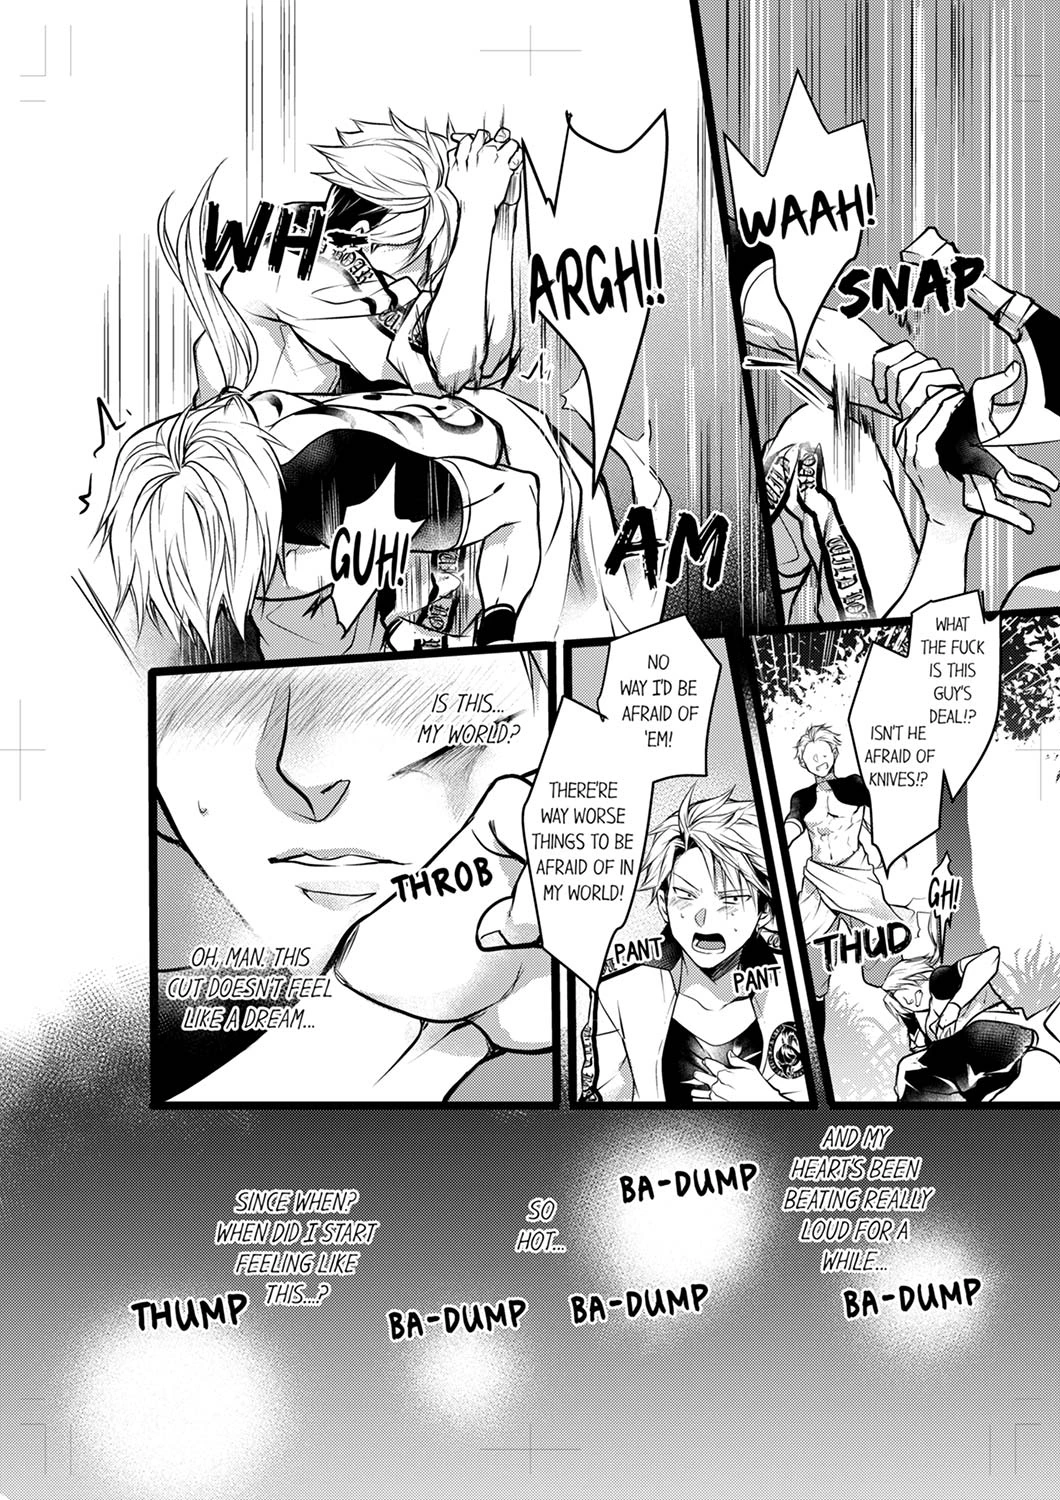 WAAH!
SNAP
WH-
ARGH!!
AM
GUH!
WHAT
THE FUCK
IS THIS
GUY'S
DEAL!?
ISN'T HE
AFRAID OF
KNIVES!?
GH!
THUD
NO
WAY I'D BE
AFRAID OF
'EM!
THERE'RE
WAY WORSE
THINGS TO BE
AFRAID OF IN
MY WORLD!
PANT
PANT
IS THIS...
MY WORLD?
THROB
OH, MAN. THIS
CUT DOESN'T FEEL
LIKE A DREAM...
AND MY
HEART'S BEEN
BEATING REALLY
LOUD FOR A
WHILE...
BA-DUMP
BA-DUMP
SO
HOT...
BA-DUMP
BA-DUMP
SINCE WHEN?
WHEN DID I START
FEELING LIKE
THIS...?
THUMP